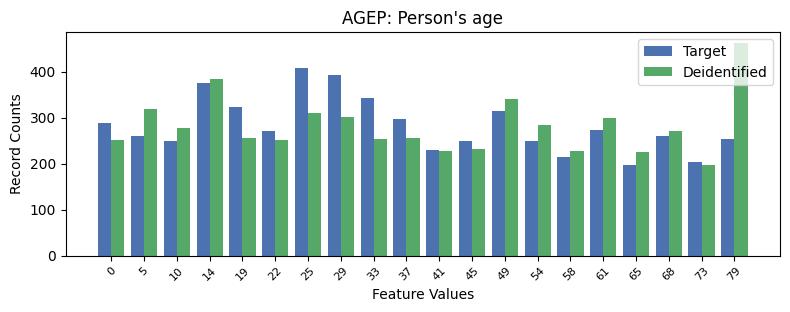 AGEP: Person's age
Target
Deidentified
Record Counts
400
300
200
100
0
0 5 10 14 19 22 25 29 33 37 41 45 49 54 58 61 65 68 73 79
Feature Values